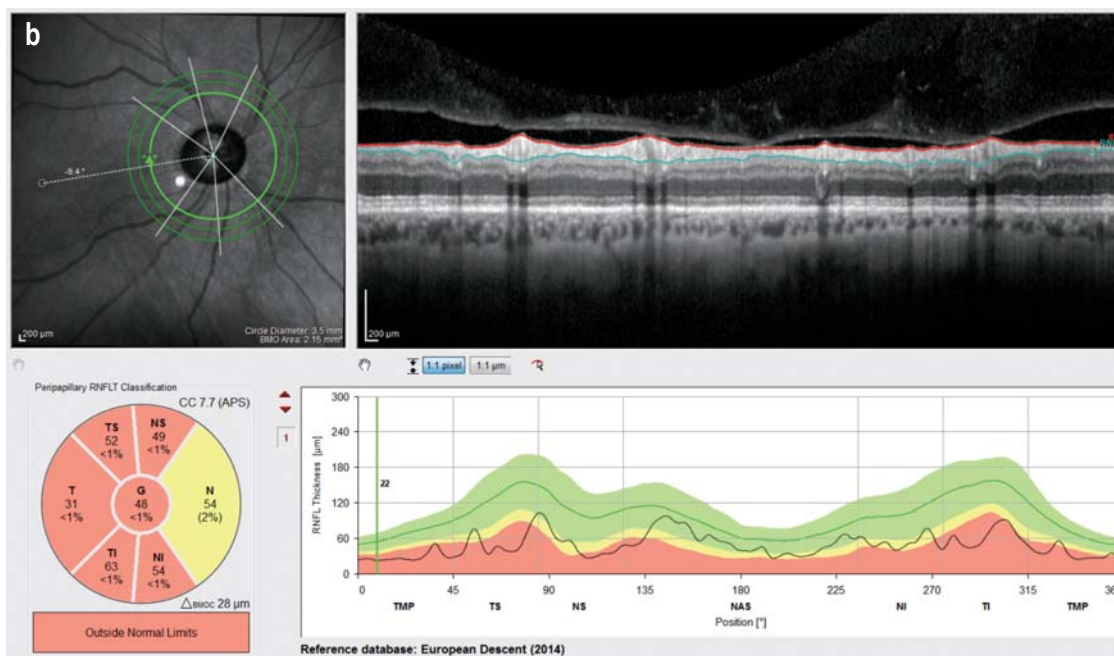 b
-9.4 °
200 µm
Circle Diameter: 3.5 mm
BMO Area: 2.15 mm²
200 µm
1:1 pixel
1:1 µm
Peripapillary RNFLT Classification
CC 7.7 (APS)
TS
52
<1%
NS
49
<1%
T
31
<1%
G
48
<1%
N
54
(2%)
TI
63
<1%
NI
54
<1%
△BMOC 28 µm
Outside Normal Limits
1
RNFL Thickness [µm]
300
240
180
120
60
0
22
0 45 90 135 180 225 270 315
TMP TS NS NAS NI TI TMP
Position [°]
Reference database: European Descent (2014)